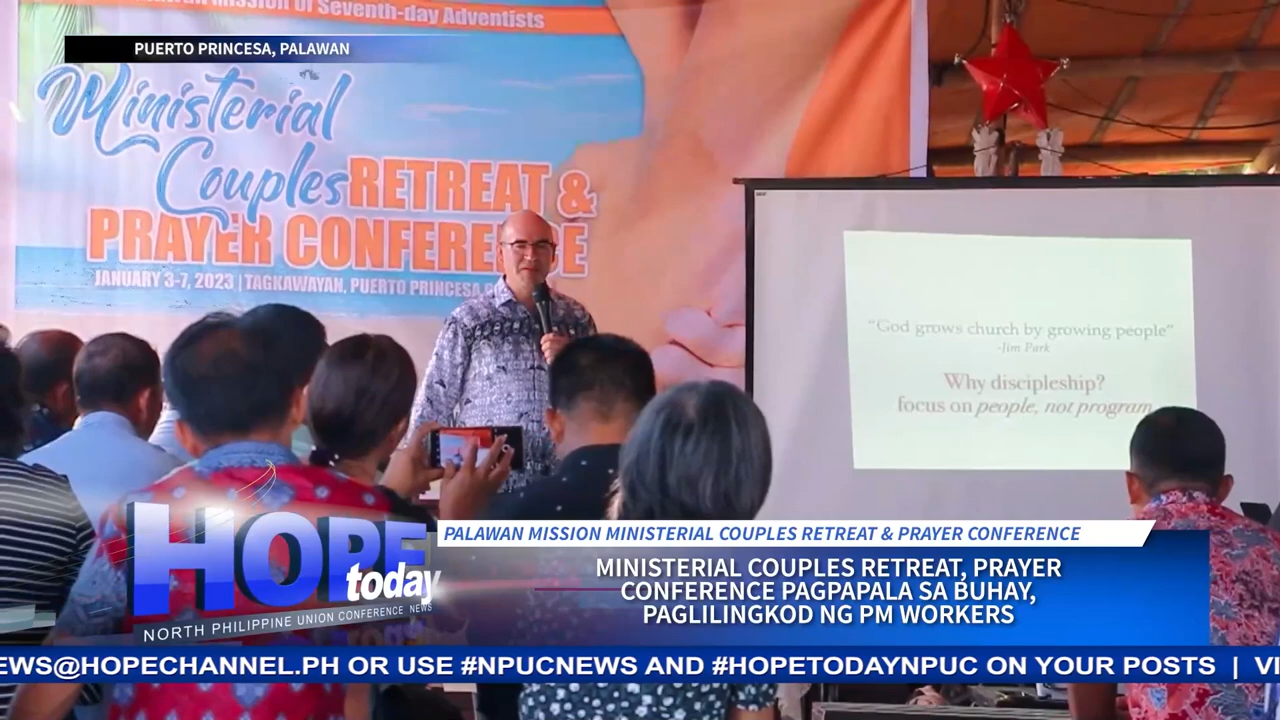 Mission of Seventh-day Adventists
PUERTO PRINCESA, PALAWAN
Ministerial
Couples RETREAT &
PRAYER CONFERENCE
JANUARY 3-7, 2023 | TAGKAWAYAN, PUERTO PRINCESA
"God grows church by growing people"
-Jim Park
Why discipleship?
focus on people, not program
HOPE
today
NORTH PHILIPPINE UNION CONFERENCE NEWS
PALAWAN MISSION MINISTERIAL COUPLES RETREAT & PRAYER CONFERENCE
MINISTERIAL COUPLES RETREAT, PRAYER
CONFERENCE PAGPAPALA SA BUHAY,
PAGLILINGKOD NG PM WORKERS
EWS@HOPECHANNEL.PH OR USE #NPUCNEWS AND #HOPETODAYNPUC ON YOUR POSTS | VI